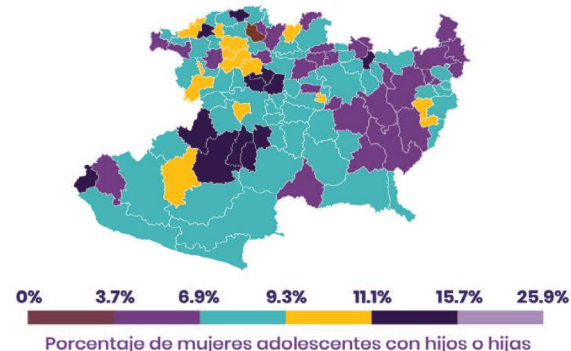 0% 3.7% 6.9% 9.3% 11.1% 15.7% 25.9%
Porcentaje de mujeres adolescentes con hijos o hijas